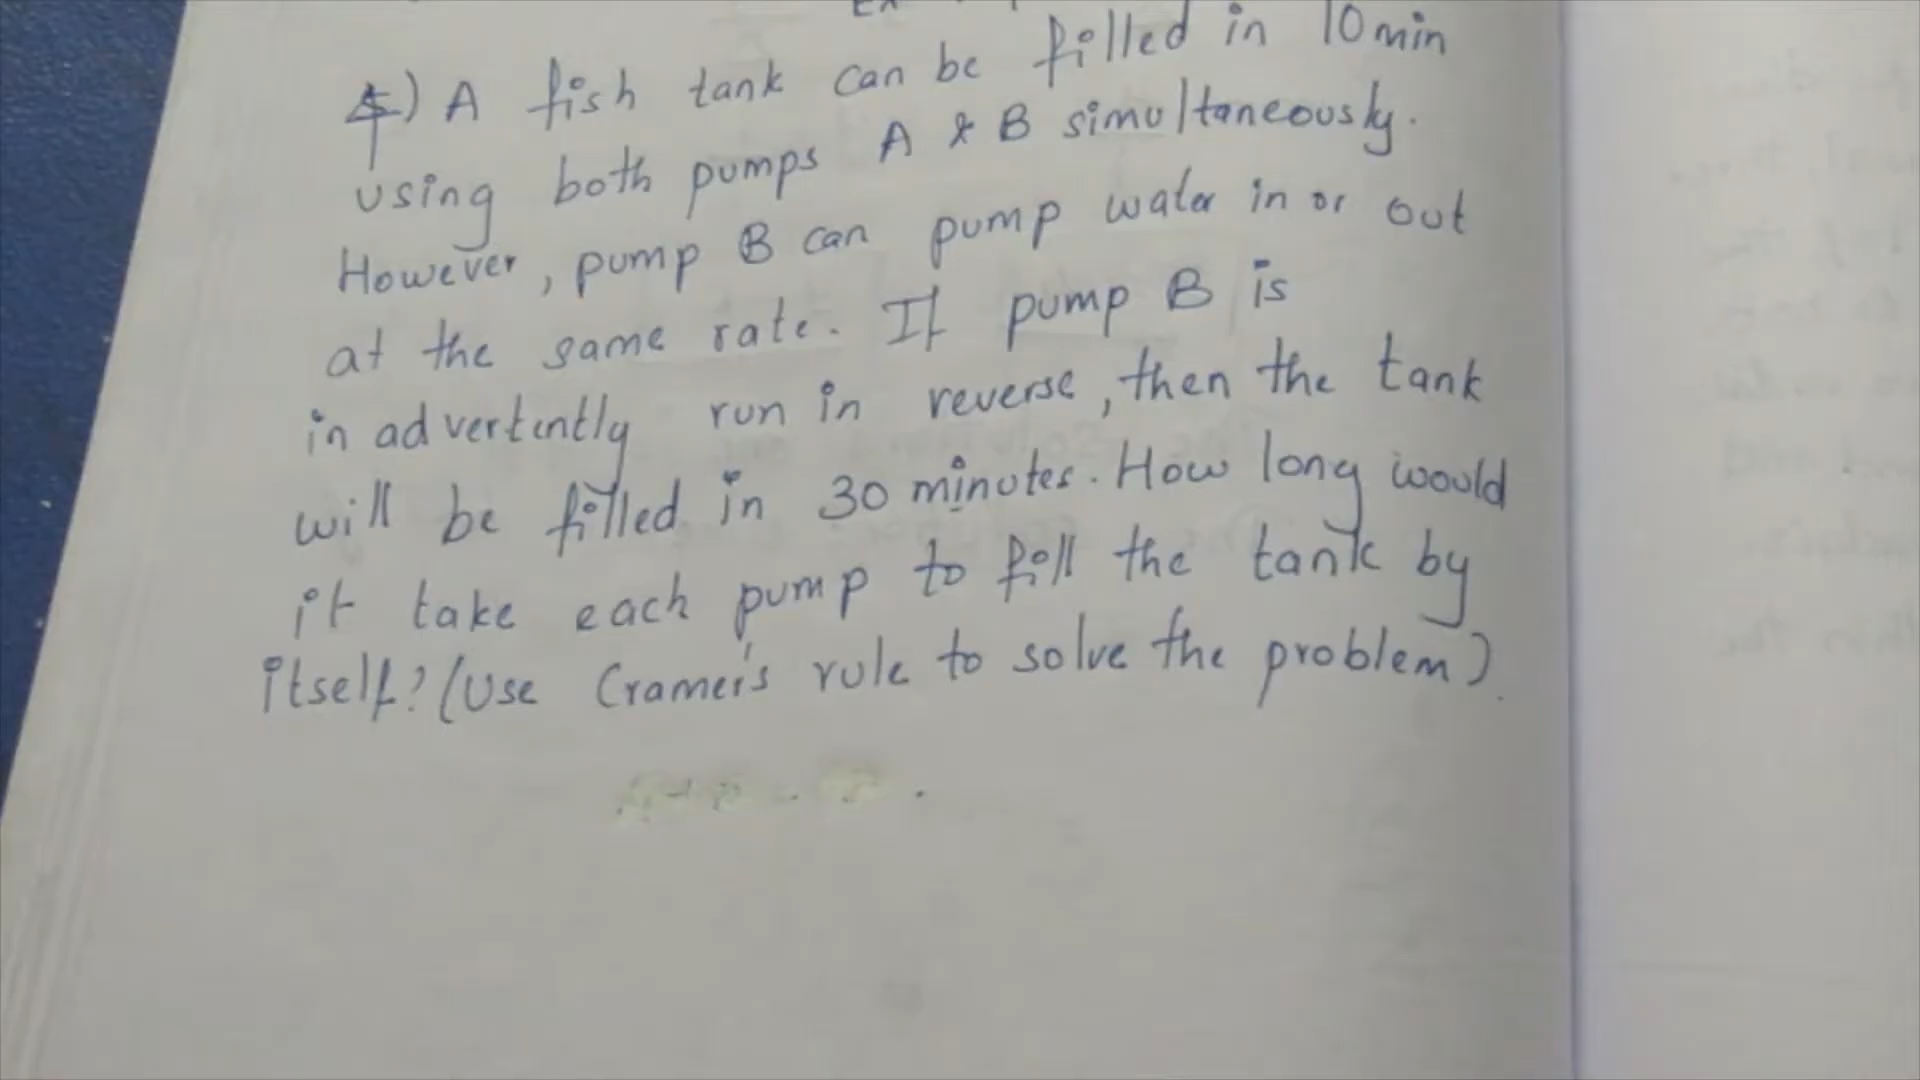 4) A fish tank can be filled in 10 min
using both pumps A & B simultaneously.
However, pump B can pump water in or out
at the same rate. If pump B is
in advertently run in reverse, then the tank
will be filled in 30 minutes. How long would
it take each pump to fill the tank by
itself? (Use Cramer's rule to solve the problem).